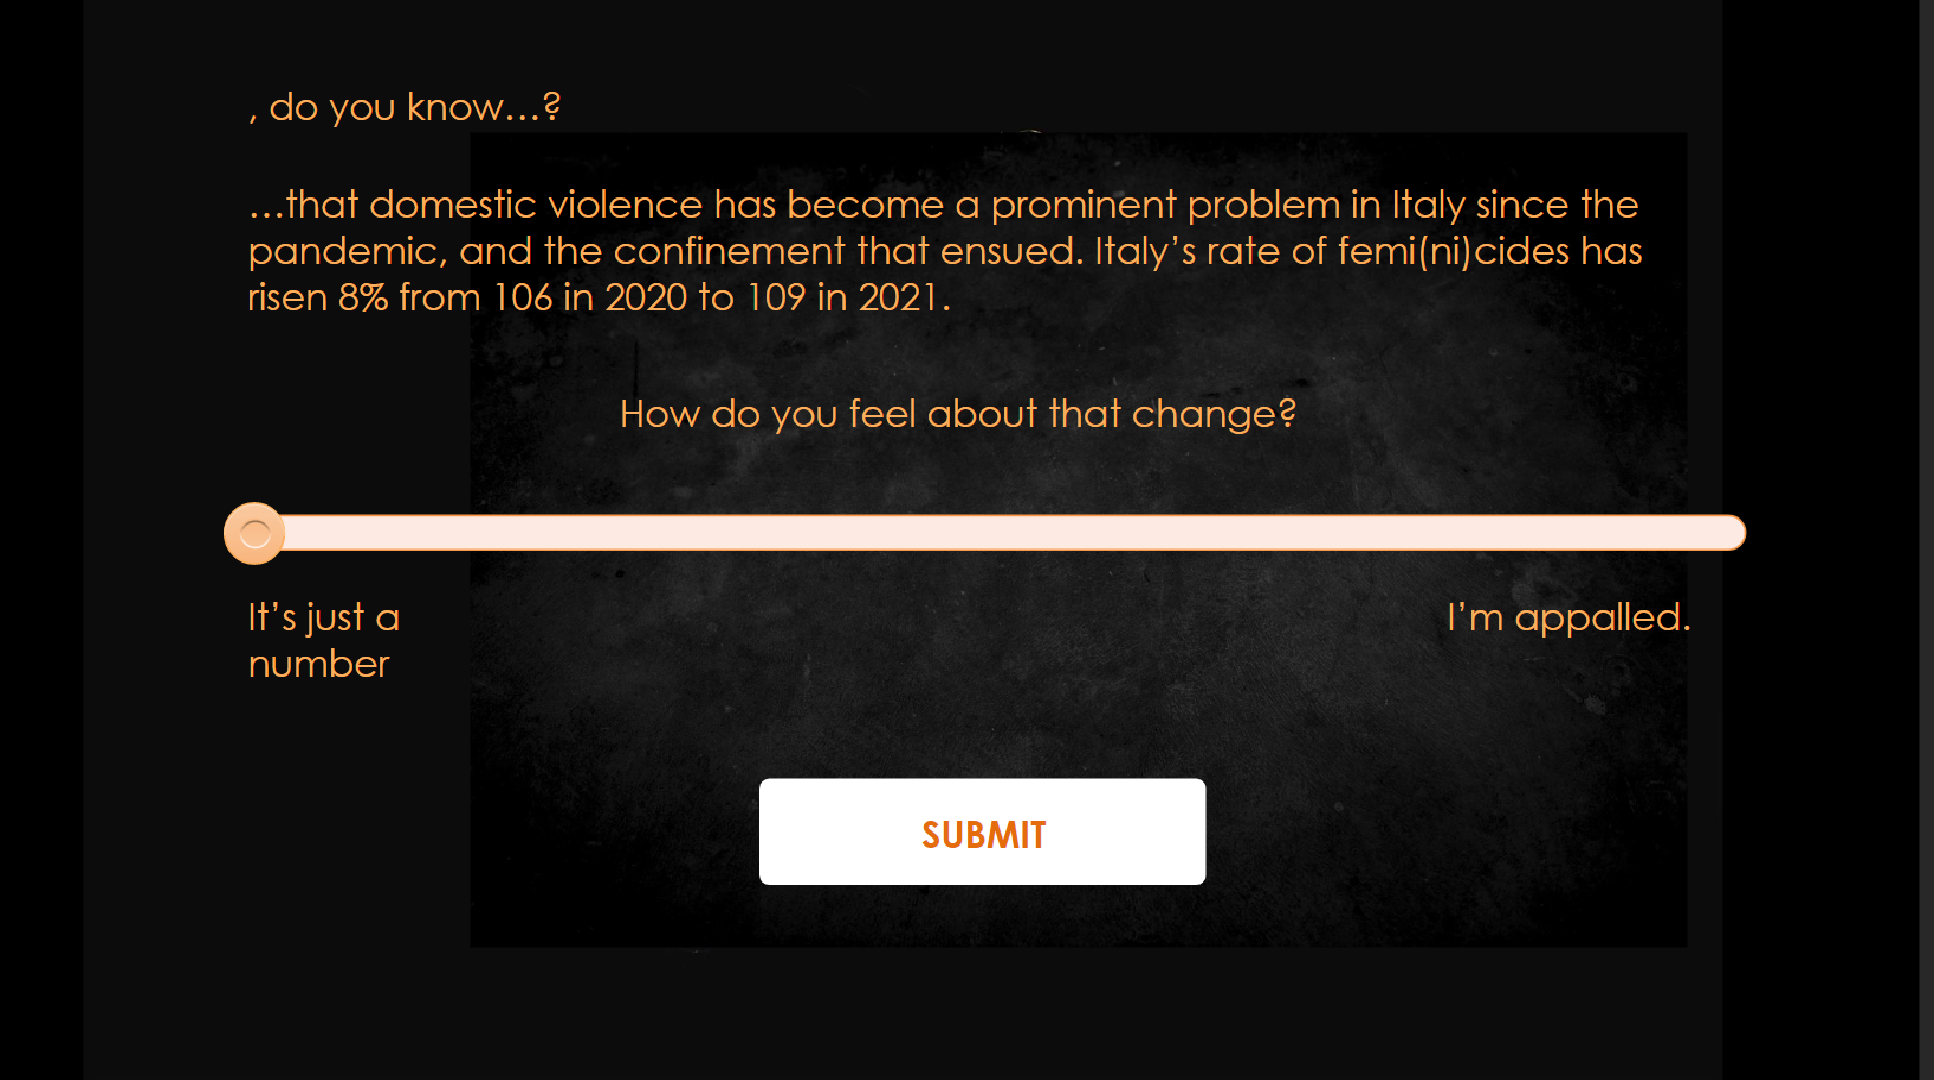 , do you know...?
...that domestic violence has become a prominent problem in Italy since the
pandemic, and the confinement that ensued. Italy’s rate of femi(ni)cides has
risen 8% from 106 in 2020 to 109 in 2021.
How do you feel about that change?
It’s just a
number
I’m appalled.
SUBMIT